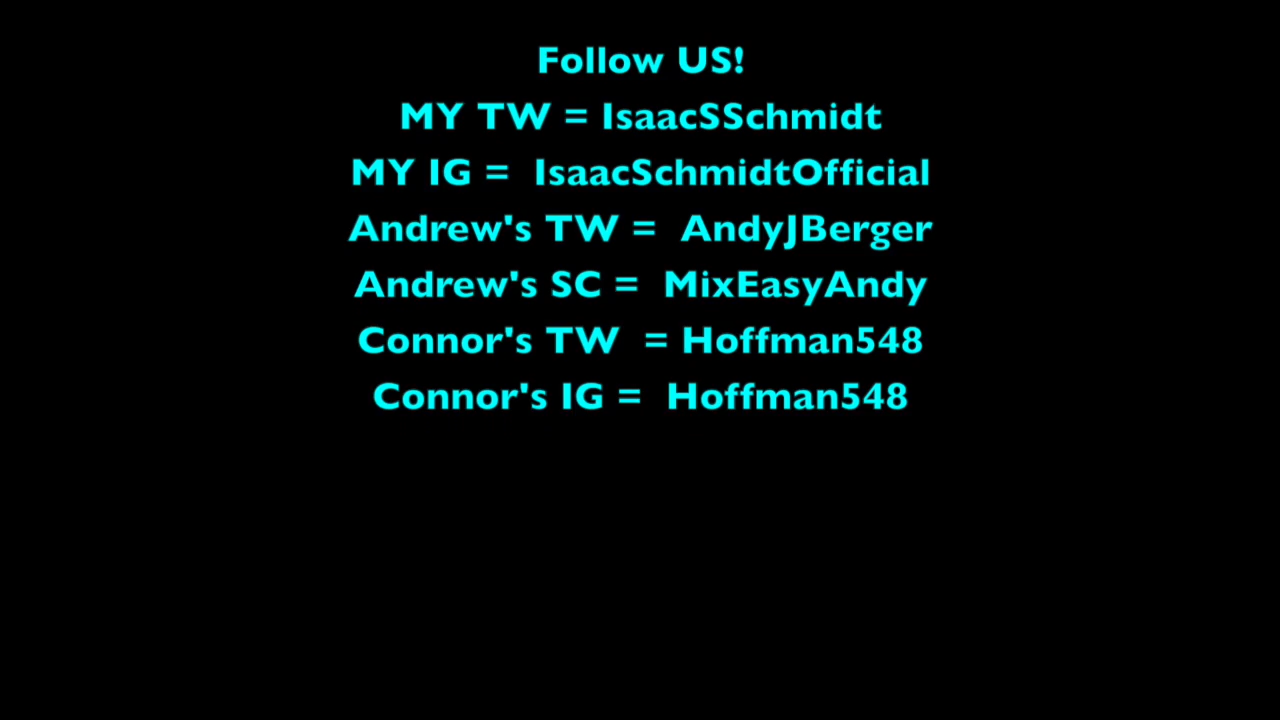 Follow US!
MY TW = IsaacSSchmidt
MY IG =  IsaacSchmidtOfficial
Andrew's TW =  AndyJBerger
Andrew's SC =  MixEasyAndy
Connor's TW  = Hoffman548
Connor's IG =  Hoffman548